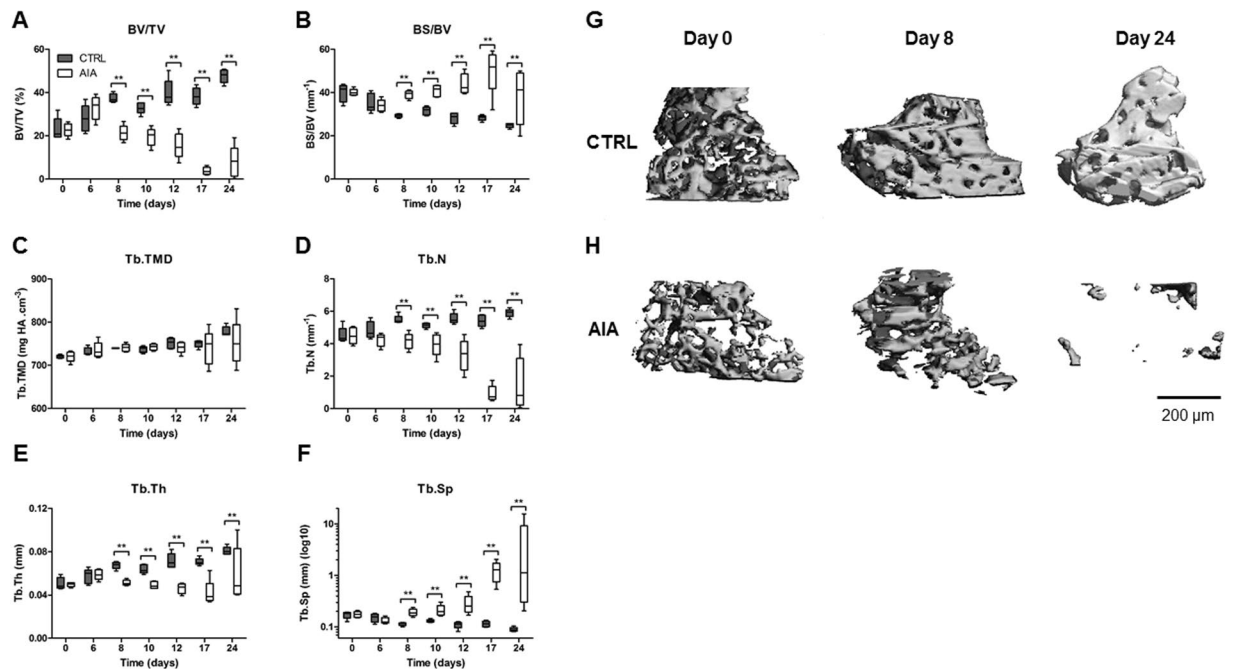 A
BV/TV
CTRL
AIA
**
**
**
**
**
BV/TV (%)
60
40
20
0
0 6 8 10 12 17 24
Time (days)
B
BS/BV
**
**
**
**
**
BS/BV (mm⁻¹)
60
40
20
0
0 6 8 10 12 17 24
Time (days)
C
Tb.TMD
Tb.TMD (mg HA .cm⁻³)
900
800
700
600
0 6 8 10 12 17 24
Time (days)
D
Tb.N
**
**
**
**
**
Tb.N (mm⁻¹)
8
6
4
2
0
0 6 8 10 12 17 24
Time (days)
E
Tb.Th
**
**
**
**
**
Tb.Th (mm)
0.12
0.08
0.04
0.00
0 6 8 10 12 17 24
Time (days)
F
Tb.Sp
**
**
**
**
**
Tb.Sp (mm) (log10)
10
1
0.1
0 6 8 10 12 17 24
Time (days)
G
Day 0 Day 8 Day 24
CTRL
H
AIA
200 µm